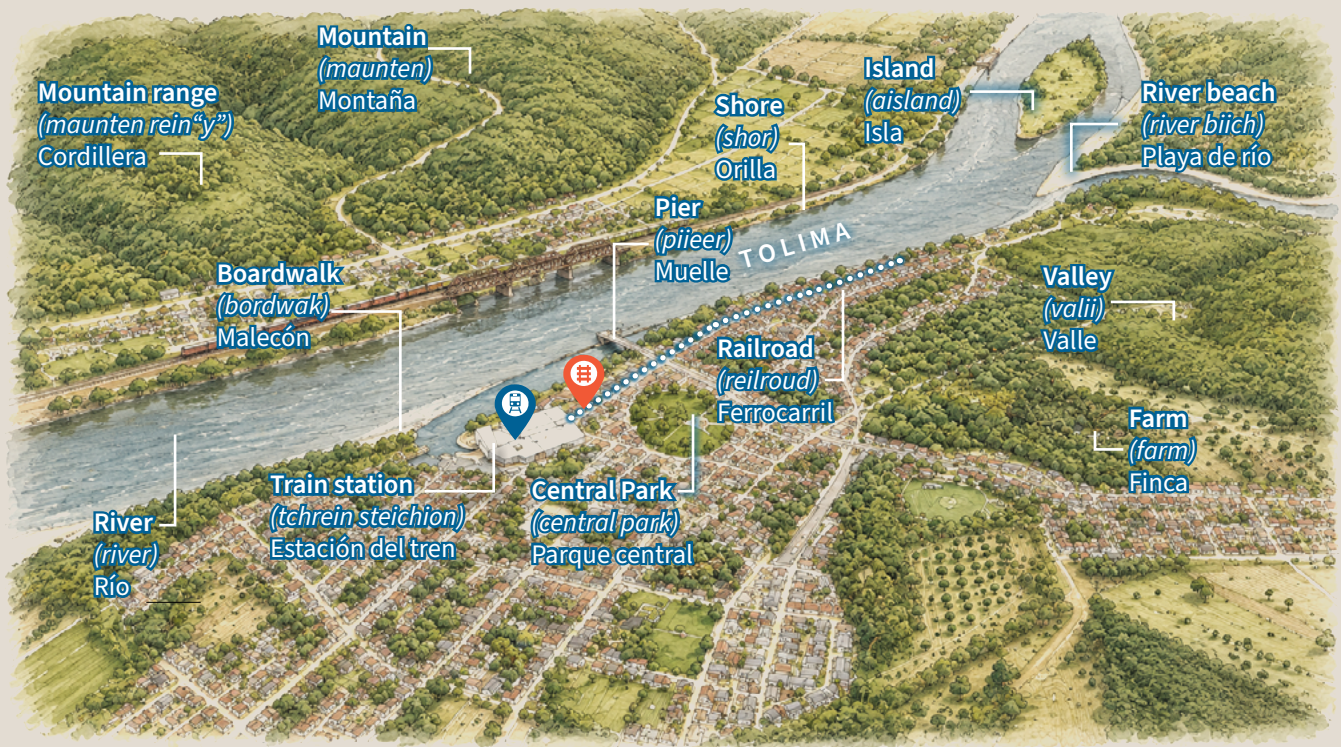 Mountain
(maunten)
Montaña
Mountain range
(maunten rein“y”)
Cordillera
Shore
(shor)
Orilla
Island
(aisland)
Isla
River beach
(river biich)
Playa de río
Pier
(piieer)
Muelle
TOLIMA
Boardwalk
(bordwak)
Malecón
Valley
(valii)
Valle
Railroad
(reilroud)
Ferrocarril
Farm
(farm)
Finca
Train station
(tchrein steichion)
Estación del tren
Central Park
(central park)
Parque central
River
(river)
Río